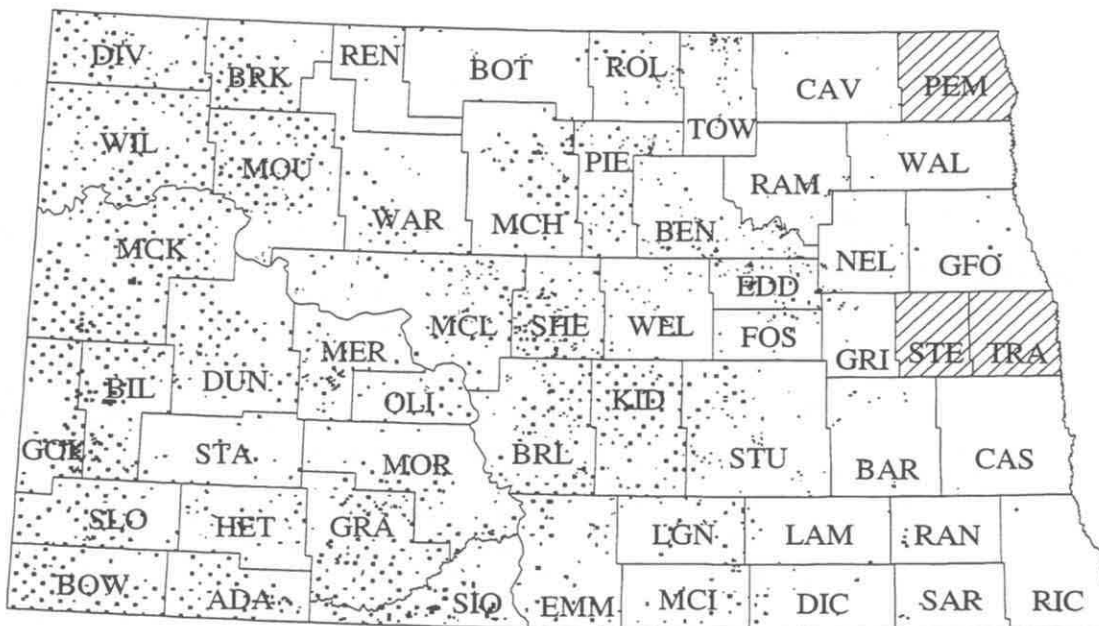 DIV
BRK
REN
BOT
ROL
TOW
CAV
PEM
WIL
MOU
WAR
MCH
PIE
BEN
RAM
WAL
MCK
NEL
GFO
DUN
MER
MCL
SHE
WEL
EDD
FOS
GRI
STE
TRA
BIL
OLI
KID
GOL
STA
MOR
BRL
STU
BAR
CAS
SLO
HET
GRA
LGN
LAM
RAN
BOW
ADA
SIO
EMM
MCI
DIC
SAR
RIC